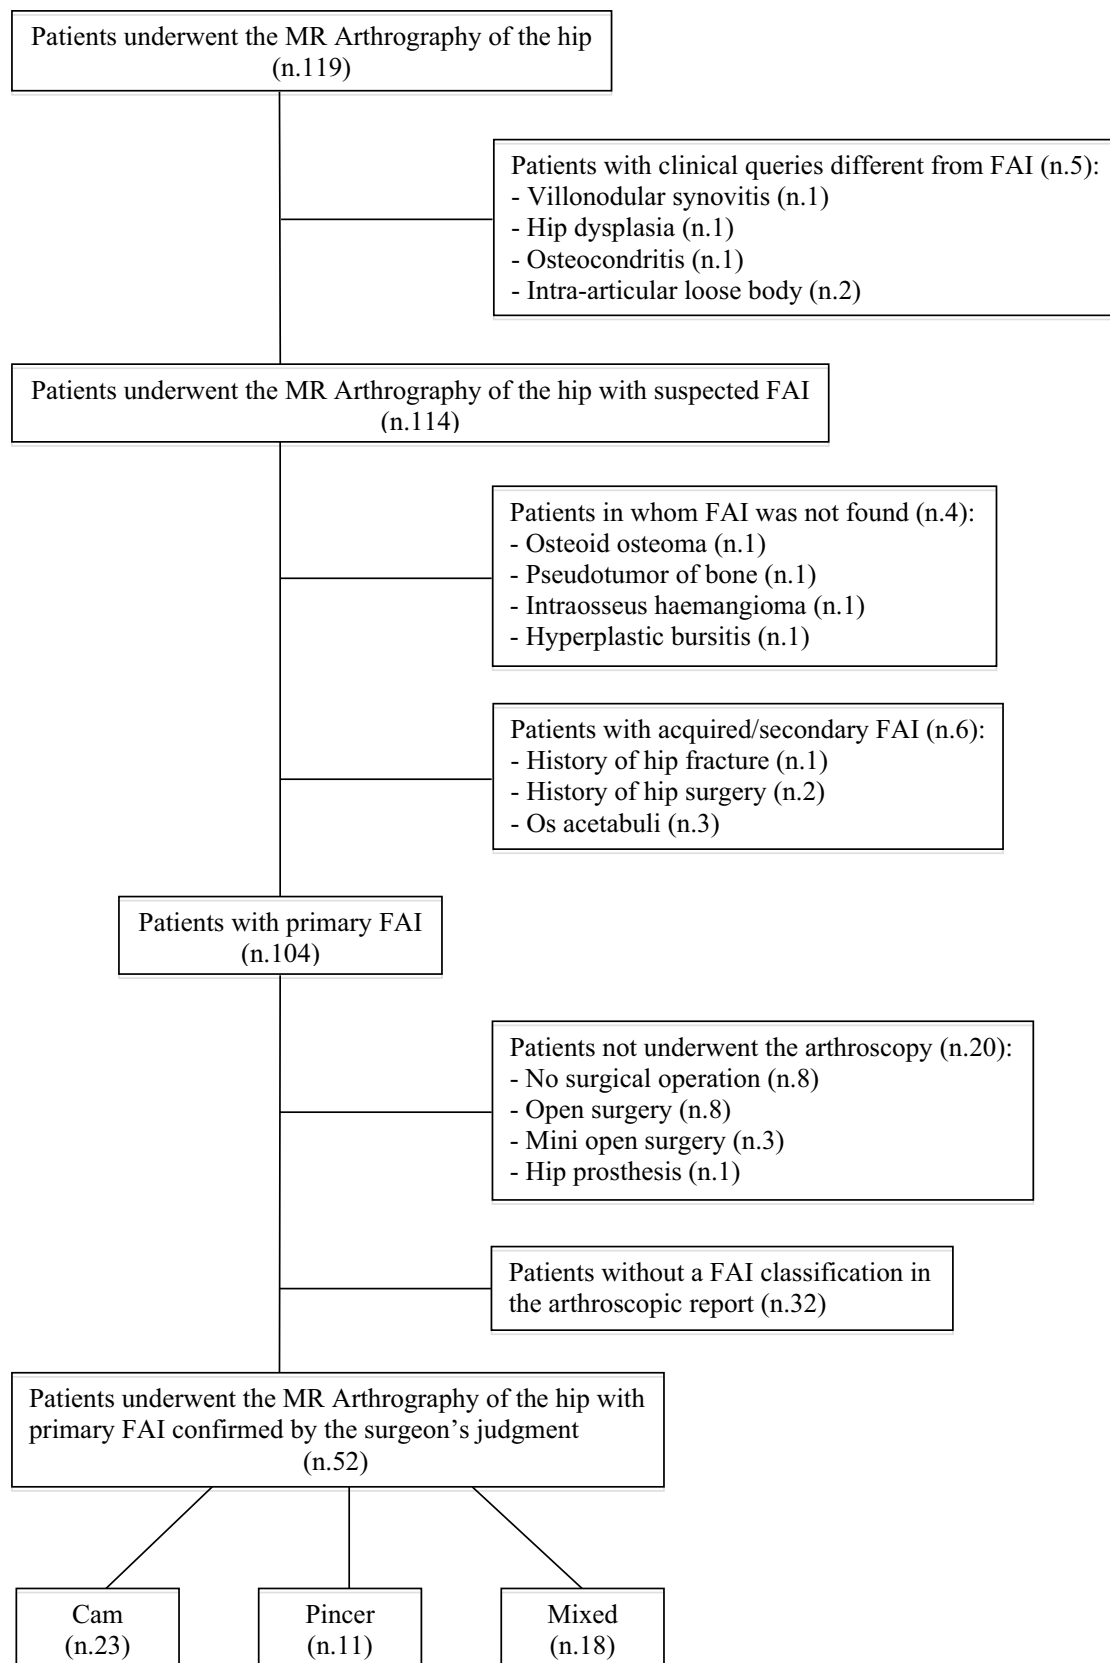 Patients underwent the MR Arthrography of the hip
(n.119)
Patients with clinical queries different from FAI (n.5):
- Villonodular synovitis (n.1)
- Hip dysplasia (n.1)
- Osteocondritis (n.1)
- Intra-articular loose body (n.2)
Patients underwent the MR Arthrography of the hip with suspected FAI
(n.114)
Patients in whom FAI was not found (n.4):
- Osteoid osteoma (n.1)
- Pseudotumor of bone (n.1)
- Intraosseus haemangioma (n.1)
- Hyperplastic bursitis (n.1)
Patients with acquired/secondary FAI (n.6):
- History of hip fracture (n.1)
- History of hip surgery (n.2)
- Os acetabuli (n.3)
Patients with primary FAI
(n.104)
Patients not underwent the arthroscopy (n.20):
- No surgical operation (n.8)
- Open surgery (n.8)
- Mini open surgery (n.3)
- Hip prosthesis (n.1)
Patients without a FAI classification in
the arthroscopic report (n.32)
Patients underwent the MR Arthrography of the hip with
primary FAI confirmed by the surgeon’s judgment
(n.52)
Cam
(n.23)
Pincer
(n.11)
Mixed
(n.18)